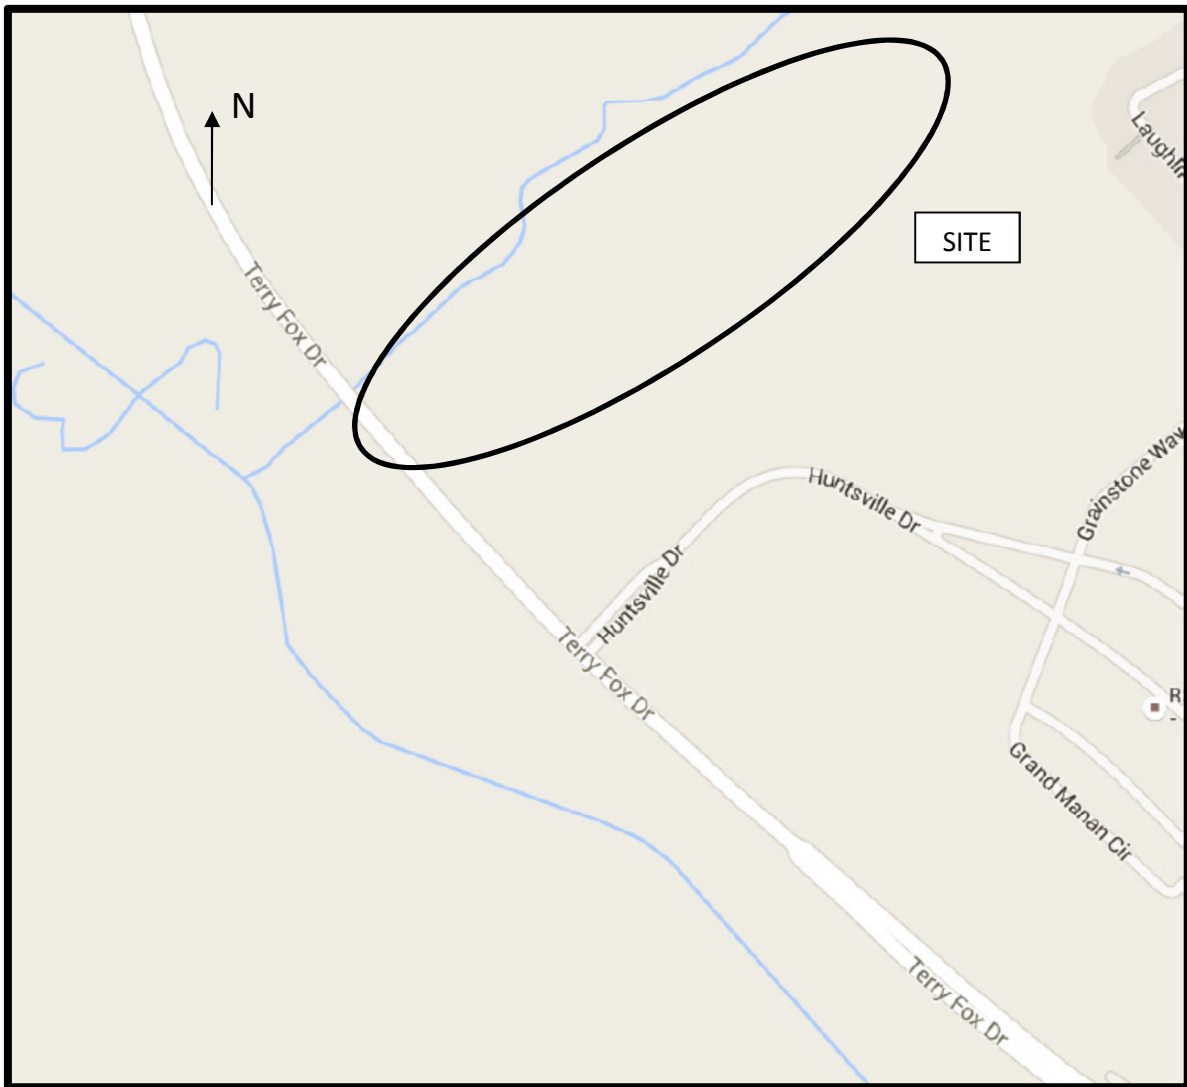 N
Laughlin
SITE
Terry Fox Dr
Grainstone Way
Huntsville Dr
Huntsville Dr
Terry Fox Dr
R
-
Grand Manan Cir
Terry Fox Dr